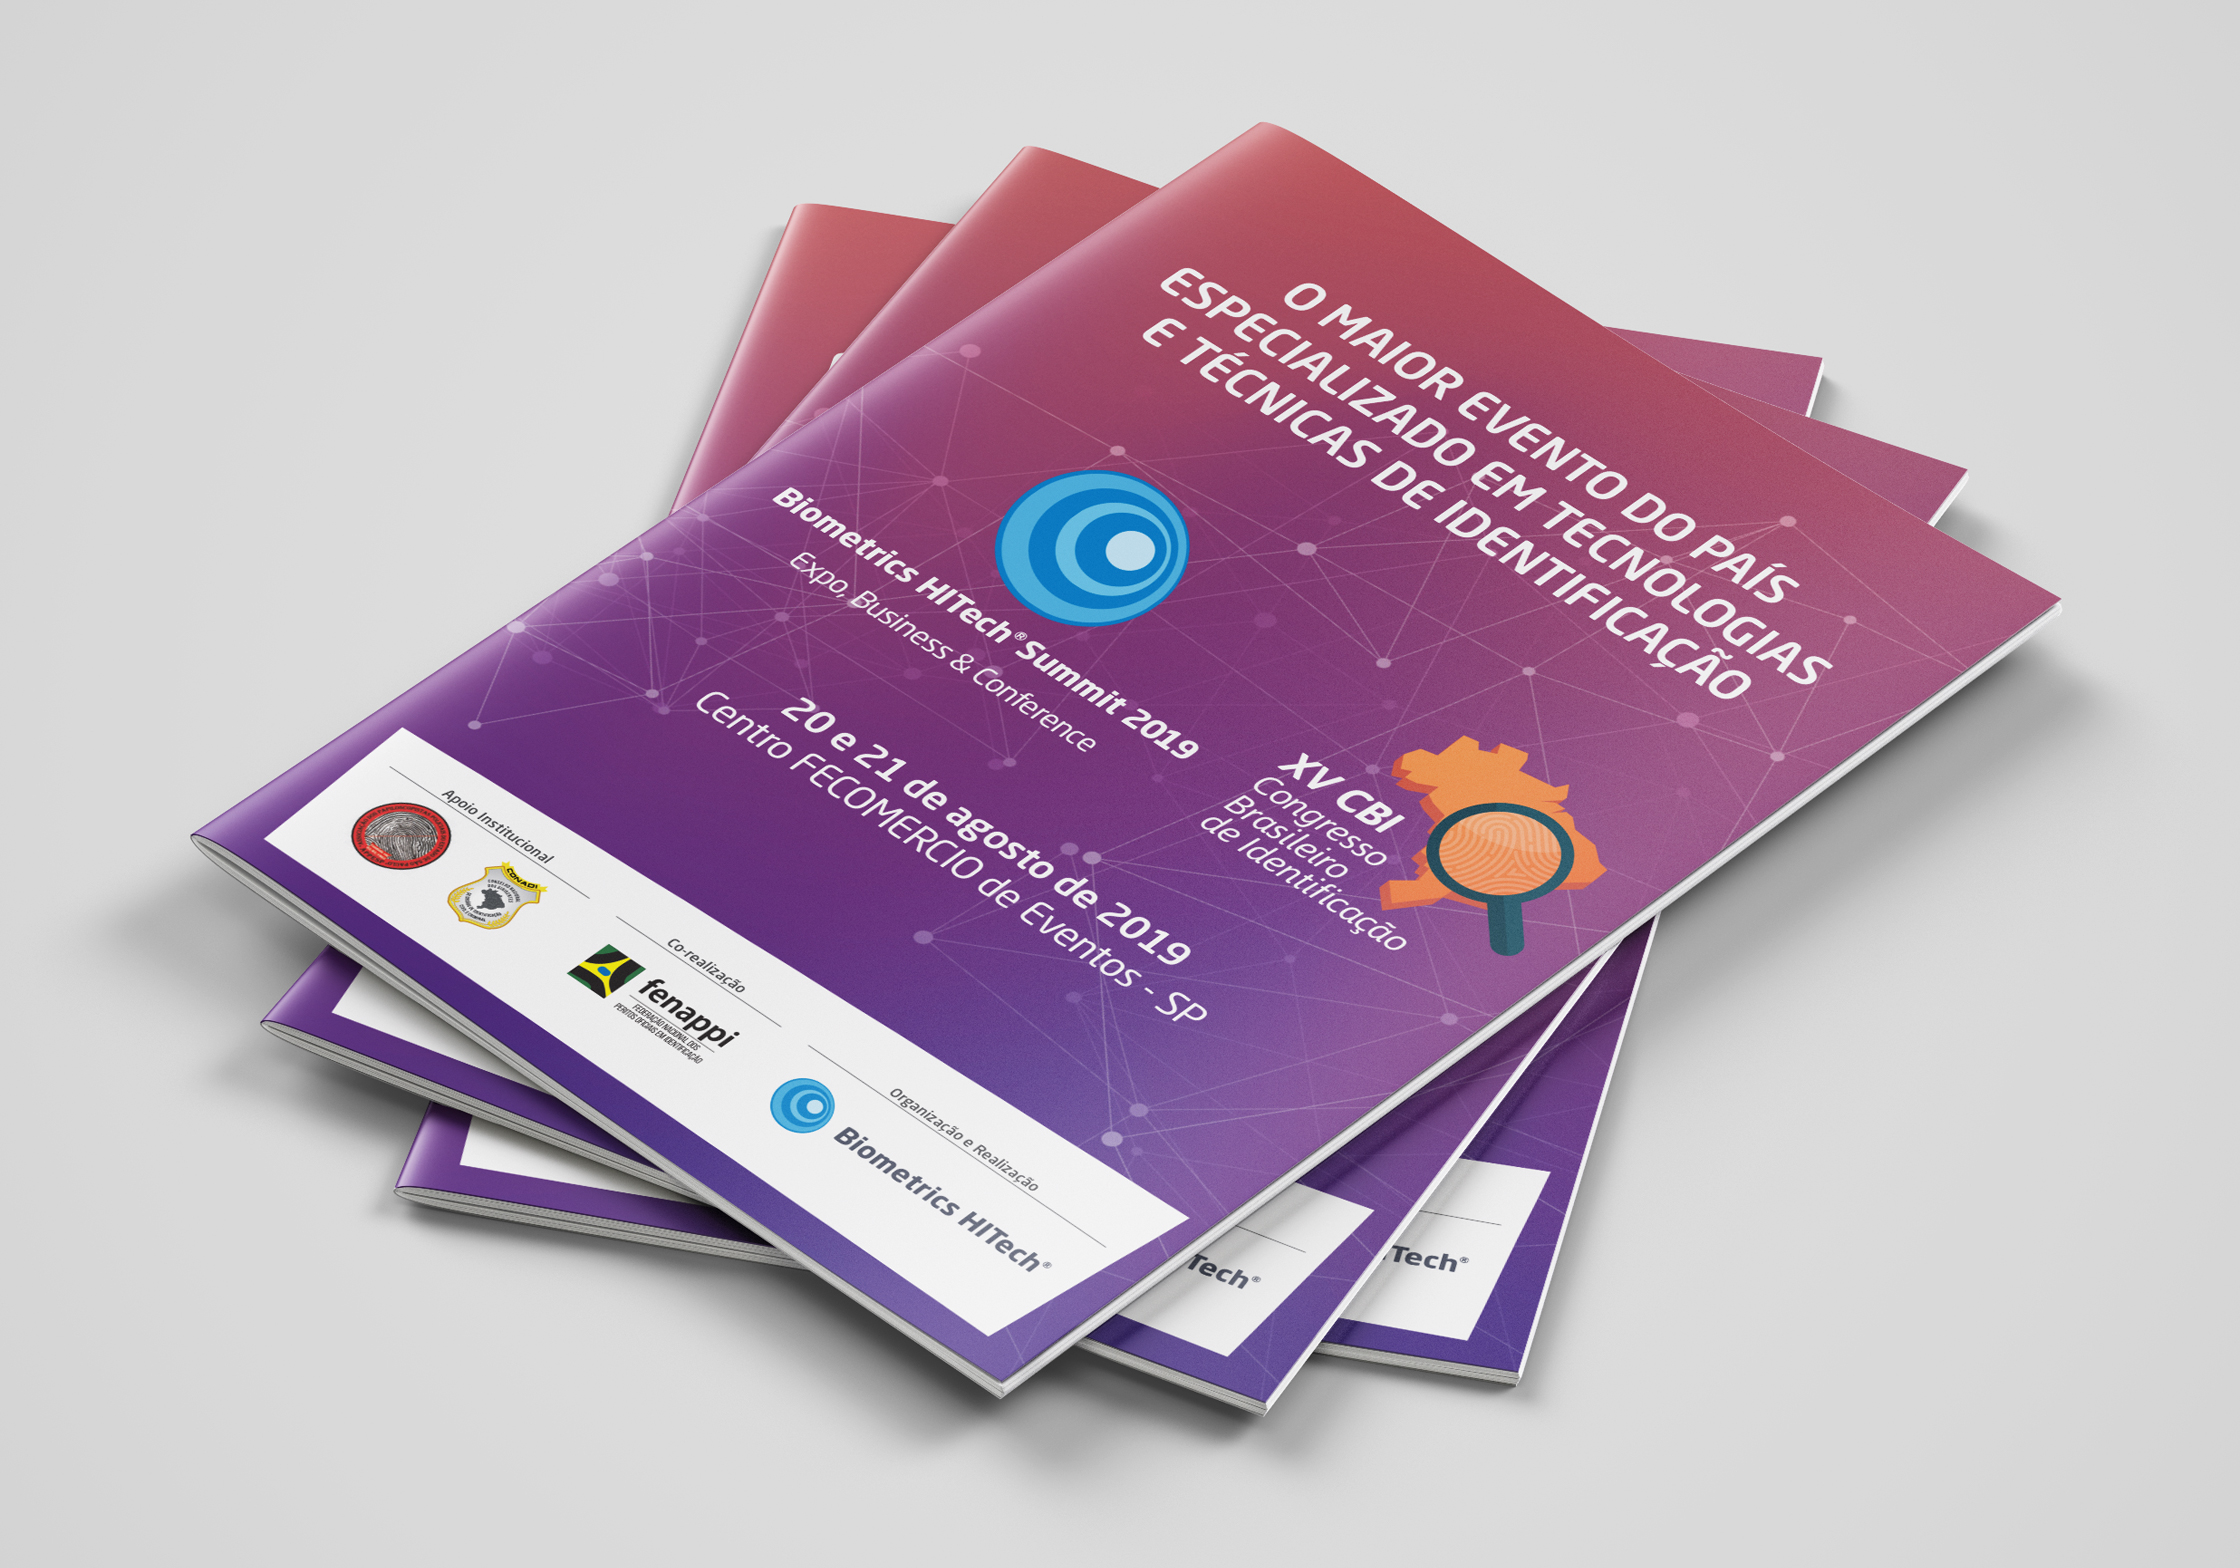 O MAIOR EVENTO DO PAÍS
ESPECIALIZADO EM TECNOLOGIAS
E TÉCNICAS DE IDENTIFICAÇÃO
Biometrics HITech® Summit 2019
Expo, Business & Conference
XV CBI
Congresso
Brasileiro
de Identificação
20 e 21 de agosto de 2019
Centro FECOMERCIO de Eventos - SP
Apoio Institucional
CONADI
Co-realização
fenappi
FEDERAÇÃO NACIONAL DOS
PERITOS OFICIAIS EM IDENTIFICAÇÃO
Organização e Realização
Biometrics HITech®
Tech®
Tech®